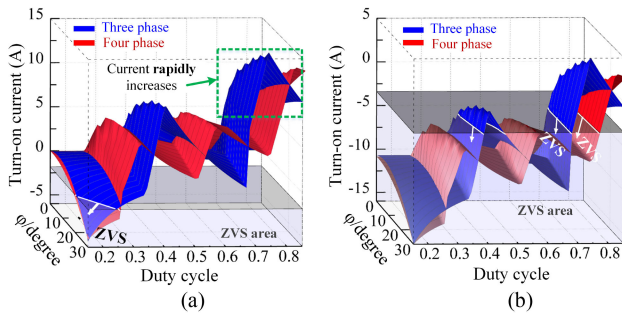 15
10
5
0
-5
Turn-on current (A)
Three phase
Four phase
Current rapidly
increases
ZVS
ZVS area
0
10
20
30
φ/degree
0.2 0.3 0.4 0.5 0.6 0.7 0.8
Duty cycle
(a)
5
0
-5
-10
-15
Turn-on current (A)
Three phase
Four phase
ZVS
ZVS
ZVS area
0
10
20
30
φ/degree
0.2 0.3 0.4 0.5 0.6 0.7 0.8
Duty cycle
(b)